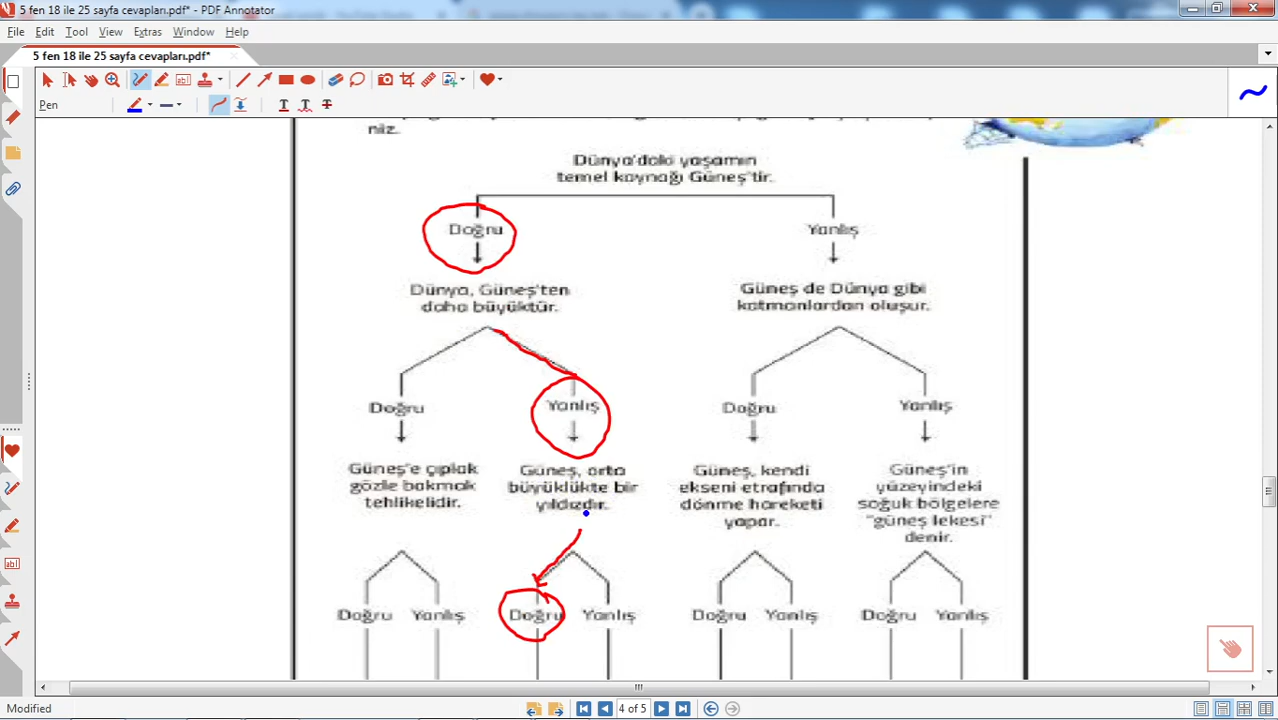 5 fen 18 ile 25 sayfa cevapları.pdf* - PDF Annotator
File Edit Tool View Extras Window Help
5 fen 18 ile 25 sayfa cevapları.pdf*
Pen
niz.
Dünya'daki yaşamın
temel kaynağı Güneş'tir.
Doğru Yanlış
Dünya, Güneş'ten
daha büyüktür.
Güneş de Dünya gibi
katmanlardan oluşur.
Doğru Yanlış Doğru Yanlış
Güneş'e çıplak
gözle bakmak
tehlikelidir.
Güneş, orta
büyüklükte bir
yıldızdır.
Güneş, kendi
ekseni etrafında
dönme hareketi
yapar.
Güneş'in
yüzeyindeki
soğuk bölgelere
"güneş lekesi"
denir.
Doğru Yanlış Doğru Yanlış Doğru Yanlış Doğru Yanlış
Modified
4 of 5